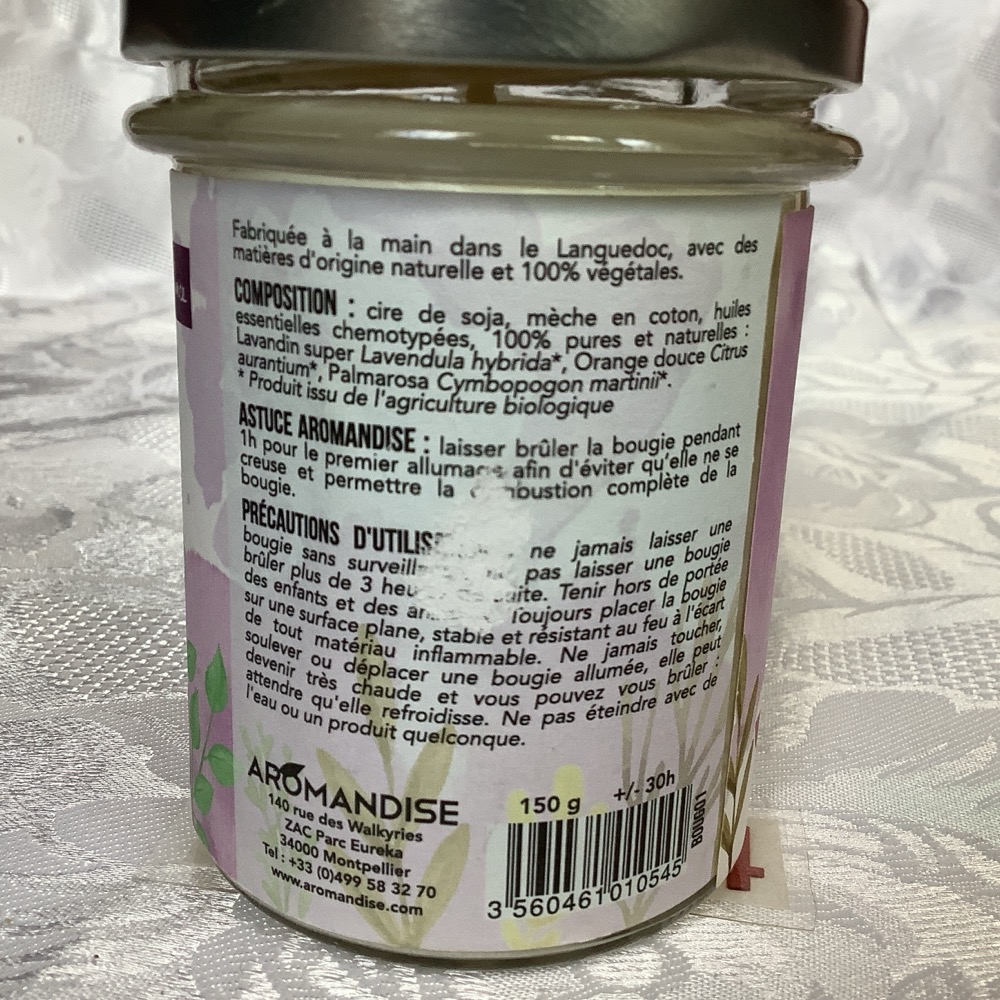 Fabriquée à la main dans le Languedoc, avec des
matières d'origine naturelle et 100% végétales.
COMPOSITION : cire de soja, mèche en coton, huiles
essentielles chemotypées, 100% pures et naturelles :
Lavandin super Lavendula hybrida*, Orange douce Citrus
aurantium*, Palmarosa Cymbopogon martinii*.
* Produit issu de l'agriculture biologique
ASTUCE AROMANDISE : laisser brûler la bougie pendant
1h pour le premier allumage afin d'éviter qu'elle ne se
creuse et permettre la combustion complète de la
bougie.
PRÉCAUTIONS ne jamais laisser une
bougie sans pas laisser une bougie
brûler plus de 3 Tenir hors de portée
des enfants et des Toujours placer la bougie
sur une surface plane, stable et résistant au feu à l'écart
de tout matériau inflammable. Ne jamais toucher,
soulever ou déplacer une bougie allumée, elle peut
devenir très chaude et vous pouvez vous brûler :
attendre qu'elle refroidisse. Ne pas éteindre avec de
l'eau ou un produit quelconque.
AROMANDISE
140 rue des Walkyries
ZAC Parc Eureka
34000 Montpellier
Tel : +33 (0)499 58 32 70
www.aromandise.com
150 g +/- 30h
BOUG01
3 560461 010545